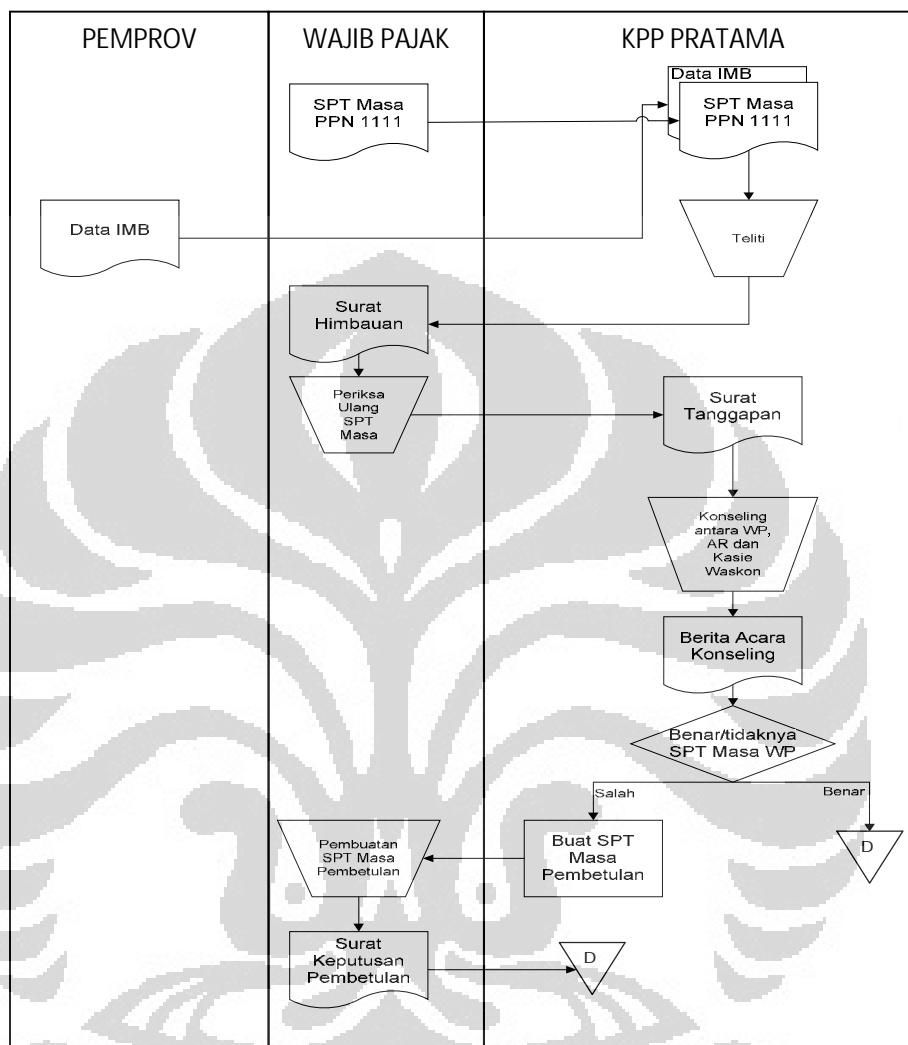 PEMPROV
WAJIB PAJAK
KPP PRATAMA
SPT Masa
PPN 1111
Data IMB
SPT Masa
PPN 1111
Data IMB
Teliti
Surat
Himbauan
Periksa
Ulang
SPT
Masa
Surat
Tanggapan
Konseling
antara WP,
AR dan
Kasie
Waskon
Berita Acara
Konseling
Benar/tidaknya
SPT Masa WP
Salah
Benar
Pembuatan
SPT Masa
Pembetulan
Buat SPT
Masa
Pembetulan
D
Surat
Keputusan
Pembetulan
D